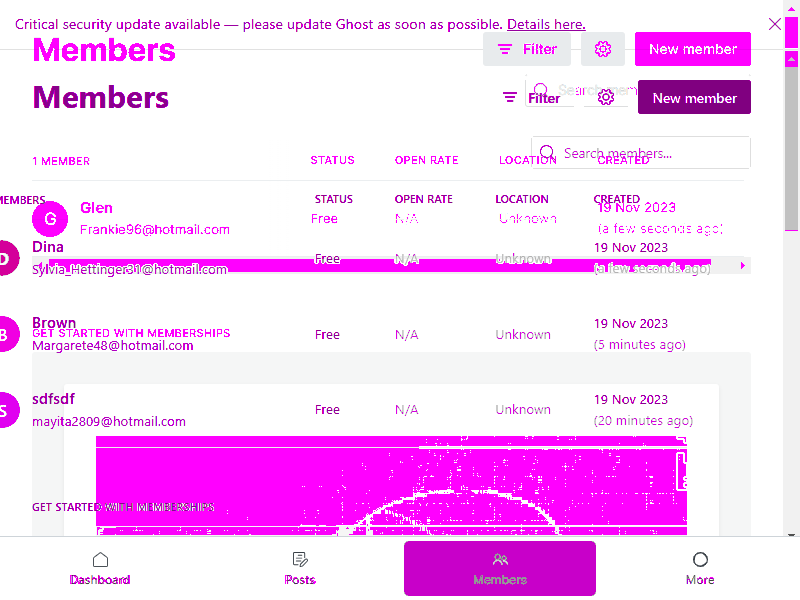 Critical security update available — please update Ghost as soon as possible. Details here.
Members
Filter
New member
Members
Filter
Search mem
New member
Search members...
1 MEMBER STATUS OPEN RATE LOCATION CREATED
MEMBERS STATUS OPEN RATE LOCATION CREATED
G Glen Free N/A Unknown 19 Nov 2023
Frankie96@hotmail.com (a few seconds ago)
D Dina Free N/A Unknown 19 Nov 2023
Sylvia_Hettinger31@hotmail.com (a few seconds ago)
B Brown Free N/A Unknown 19 Nov 2023
GET STARTED WITH MEMBERSHIPS
Margarete48@hotmail.com (5 minutes ago)
S sdfsdf Free N/A Unknown 19 Nov 2023
mayita2809@hotmail.com (20 minutes ago)
GET STARTED WITH MEMBERSHIPS
Dashboard Posts Members More